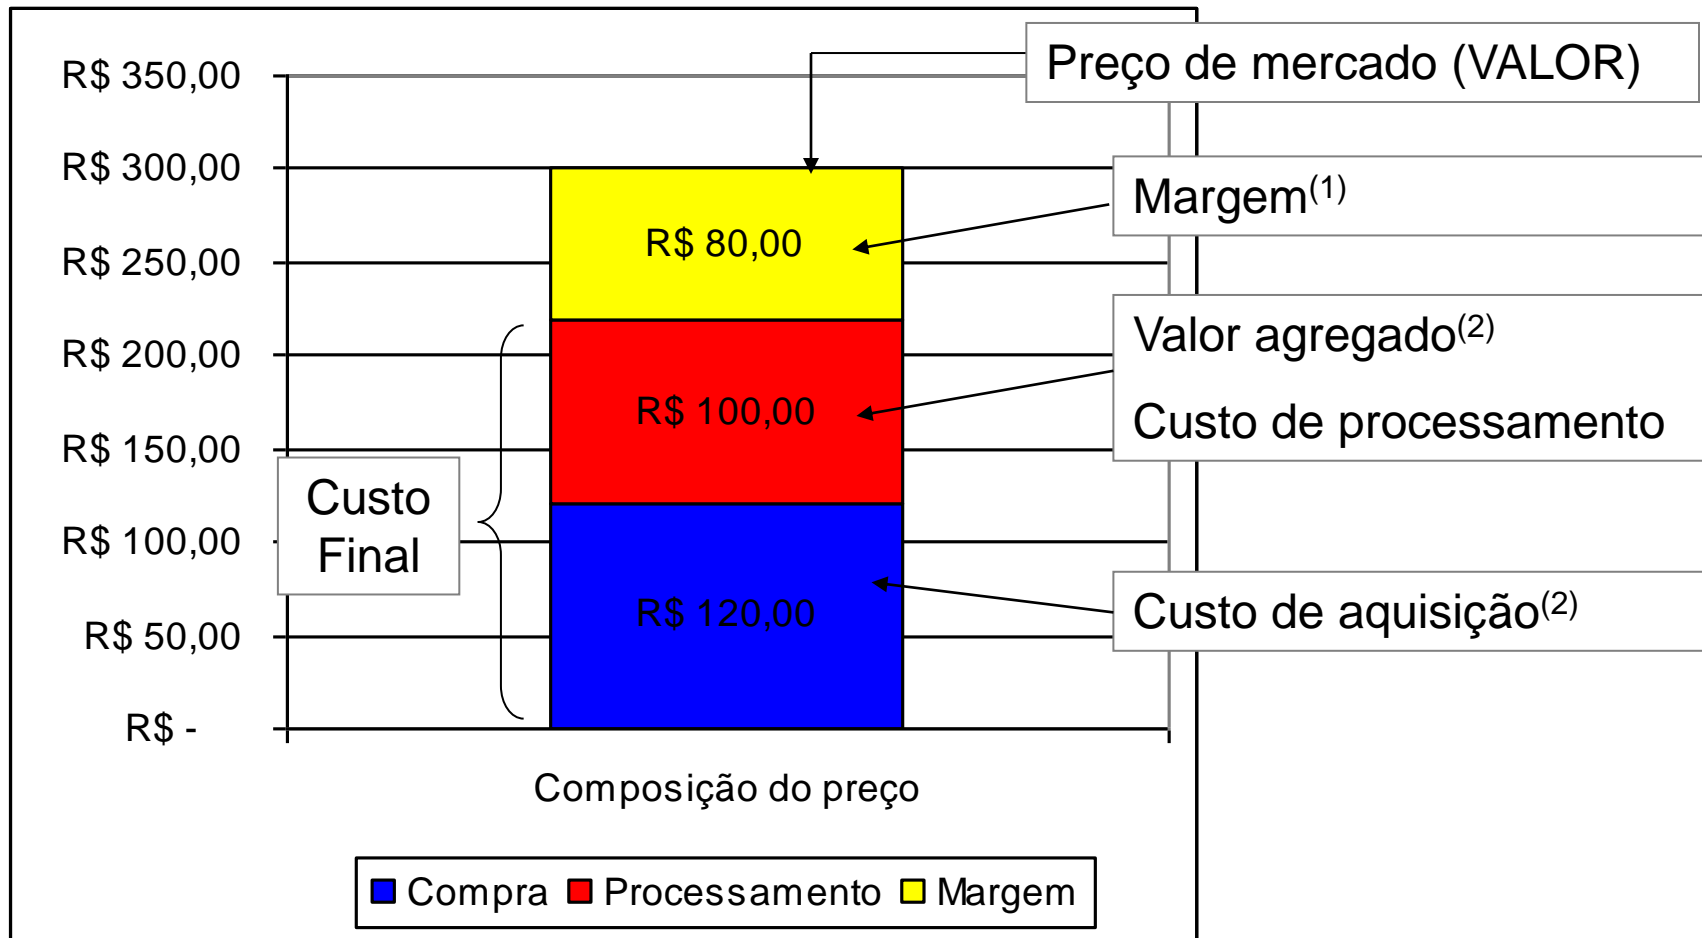 R$ 350,00
R$ 300,00
R$ 250,00
R$ 200,00
R$ 150,00
R$ 100,00
R$ 50,00
R$ -
Preço de mercado (VALOR)
Margem(1)
Valor agregado(2)
Custo de processamento
Custo de aquisição(2)
Custo
Final
R$ 80,00
R$ 100,00
R$ 120,00
Composição do preço
Compra Processamento Margem